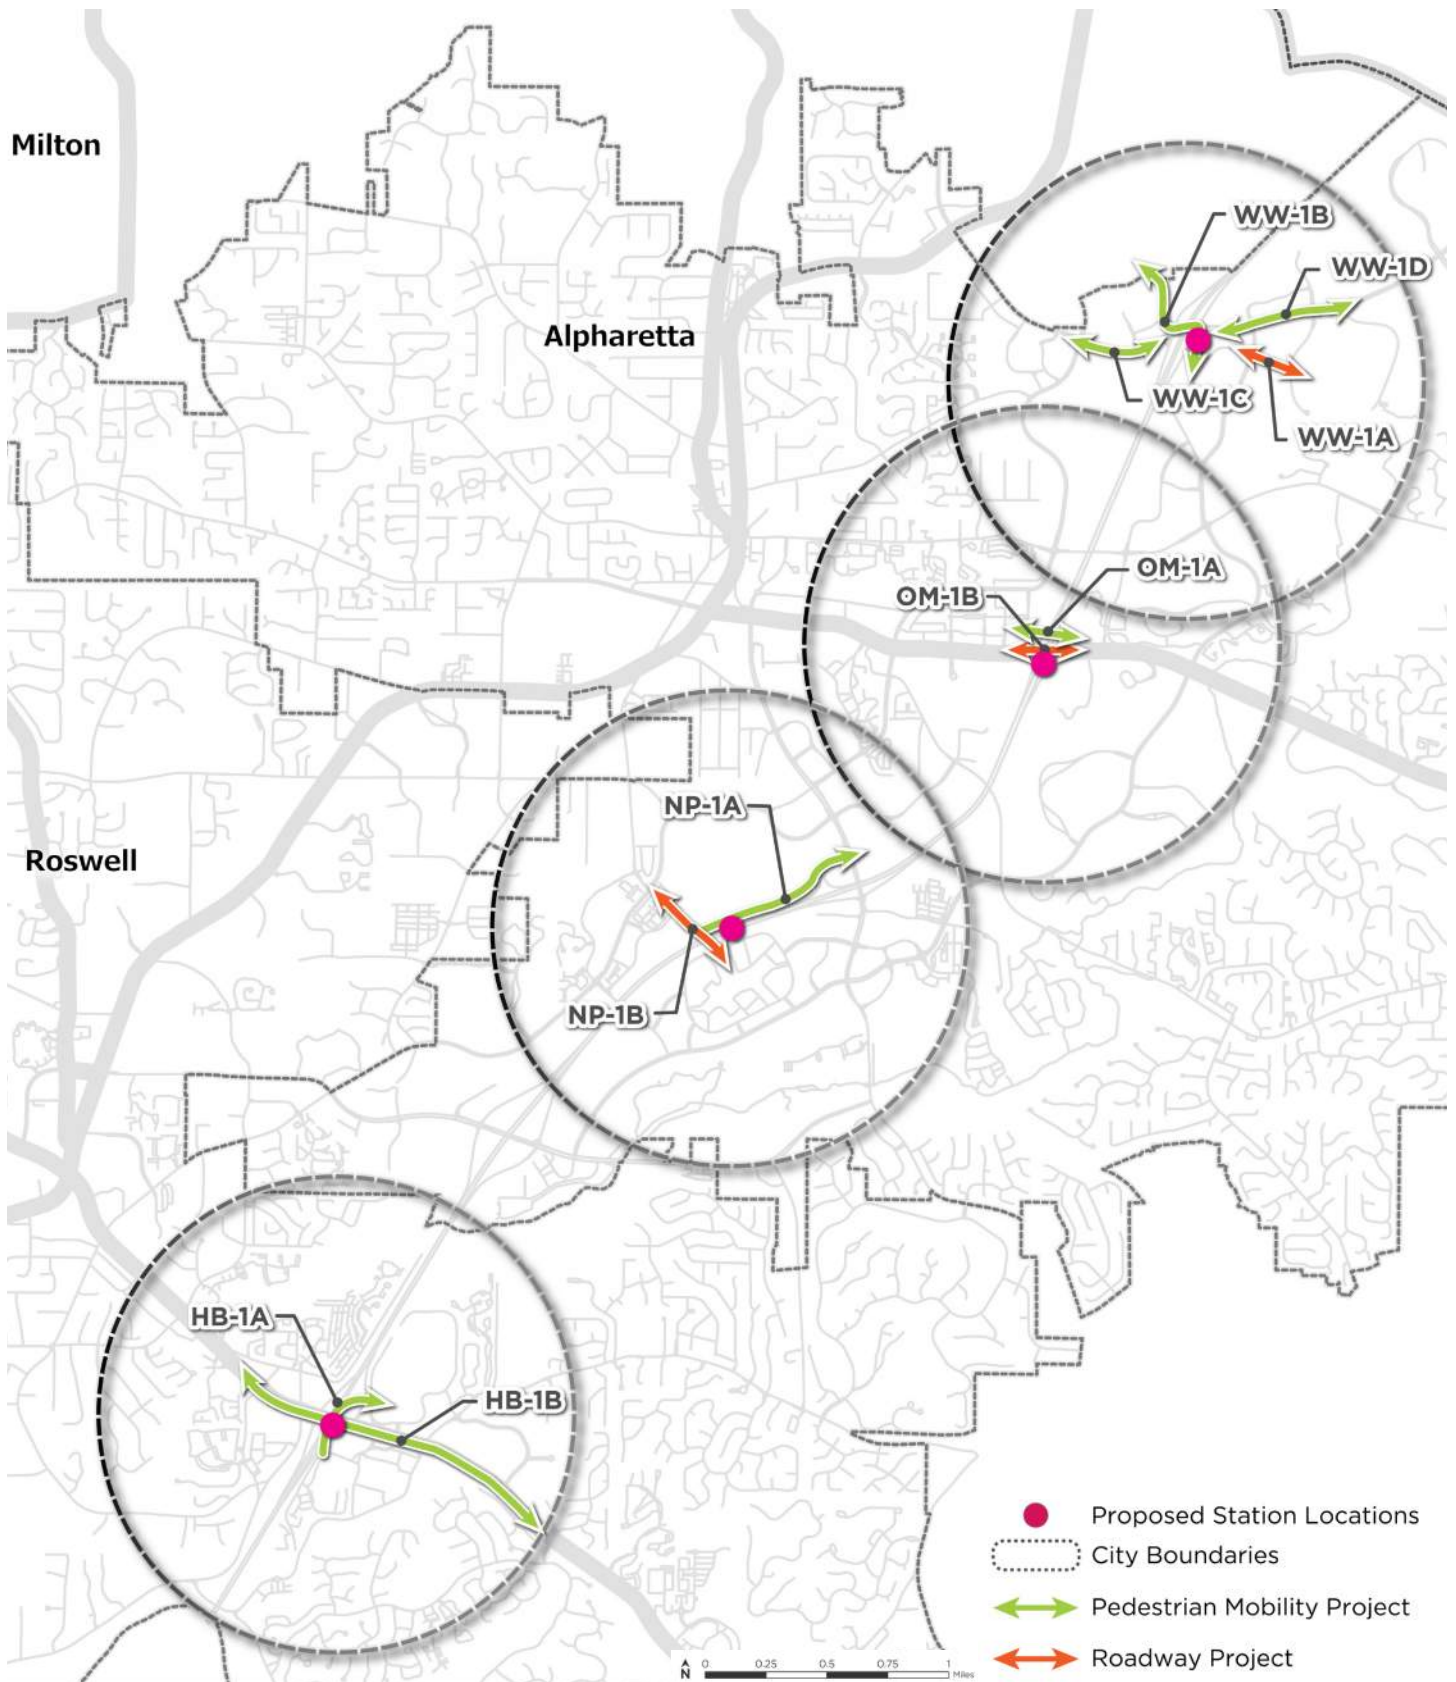 Milton
WW-1B
WW-1D
Alpharetta
WW-1C
WW-1A
OM-1A
OM-1B
NP-1A
Roswell
NP-1B
HB-1A
HB-1B
Proposed Station Locations
City Boundaries
Pedestrian Mobility Project
Roadway Project
N
0 0.25 0.5 0.75 1
Miles